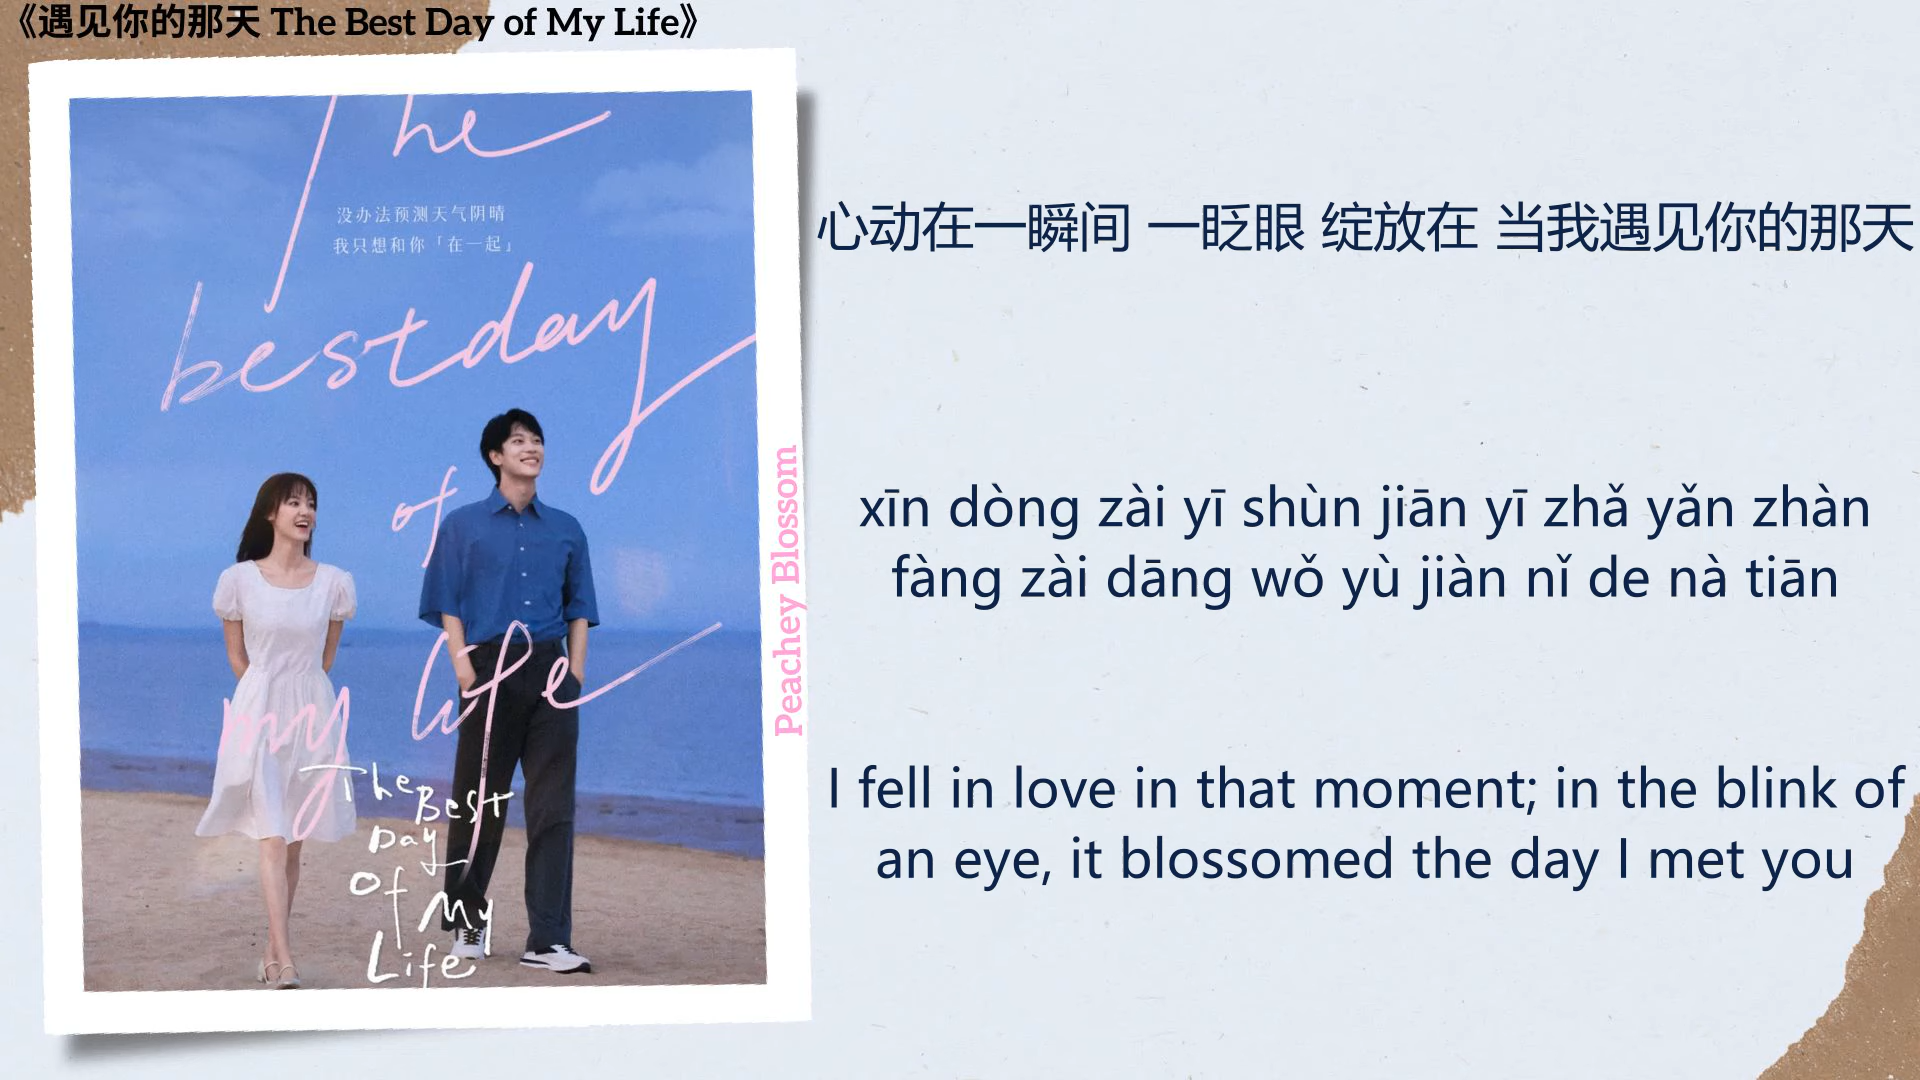 《遇见你的那天 The Best Day of My Life》
The
没办法预测天气阴晴
我只想和你「在一起」
best day
of
my life
The
Best
Day
Of My
Life
Peachey Blossom
心动在一瞬间 一眨眼 绽放在 当我遇见你的那天
xīn dòng zài yī shùn jiān yī zhǎ yǎn zhàn
fàng zài dāng wǒ yù jiàn nǐ de nà tiān
I fell in love in that moment; in the blink of
an eye, it blossomed the day I met you